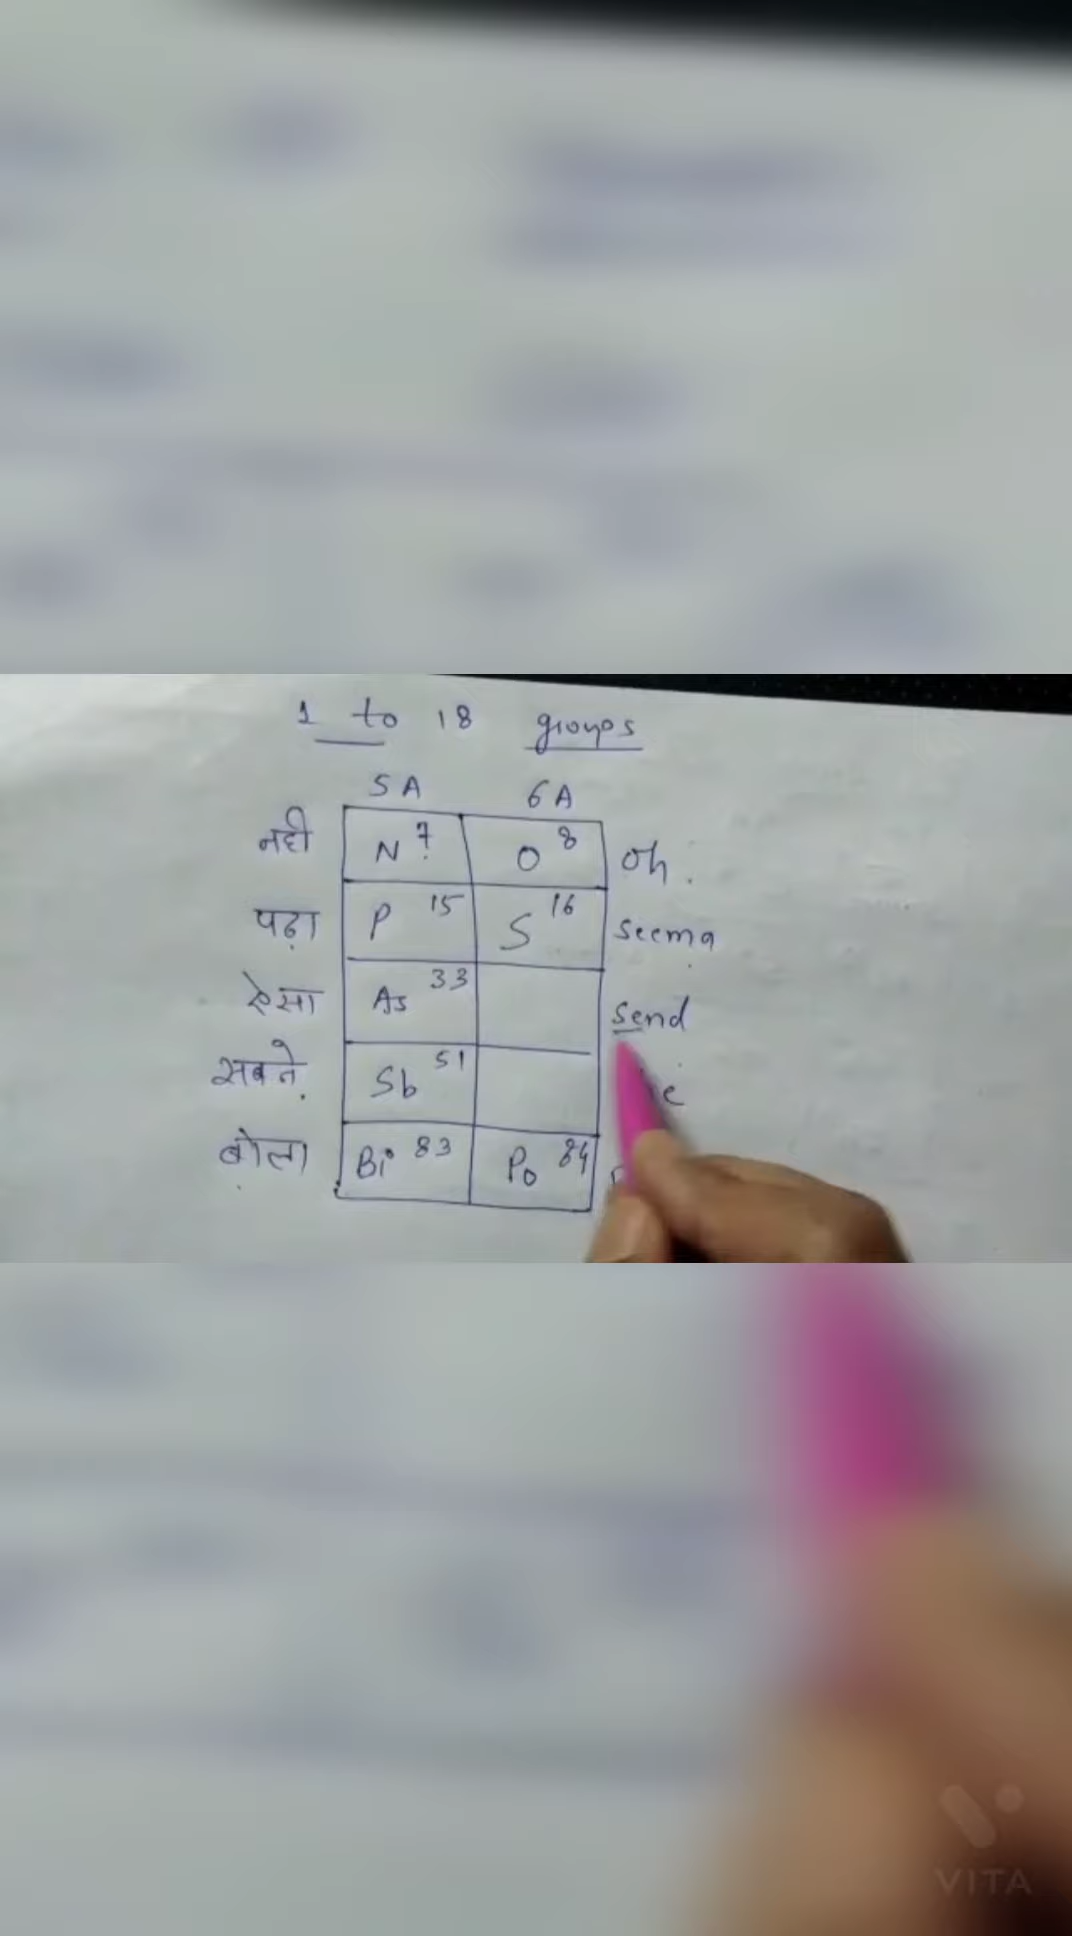 1 to 18 groups
5A 6A
नही N 7 O 8 Oh.
पढ़ा P 15 S 16 Seema
ऐसा As 33 Send
सबने Sb 51
बोला Bi 83 Po 84
VITA